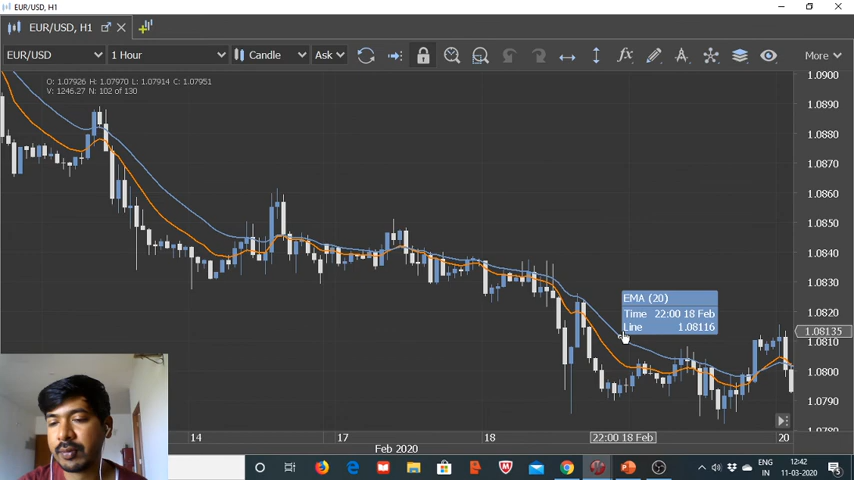 EUR/USD, H1
EUR/USD, H1
EUR/USD
1 Hour
Candle
Ask
More
O: 1.07926 H: 1.07970 L: 1.07914 C: 1.07951
V: 1246.27 N: 102 of 130
1.0900
1.0890
1.0880
1.0870
1.0860
1.0850
1.0840
1.0830
1.0820
1.08135
1.0810
1.0800
1.0790
1.0780
EMA (20)
Time 22:00 18 Feb
Line 1.08116
14
17
18
22:00 18 Feb
20
Feb 2020
ENG
IN
12:42
11-03-2020